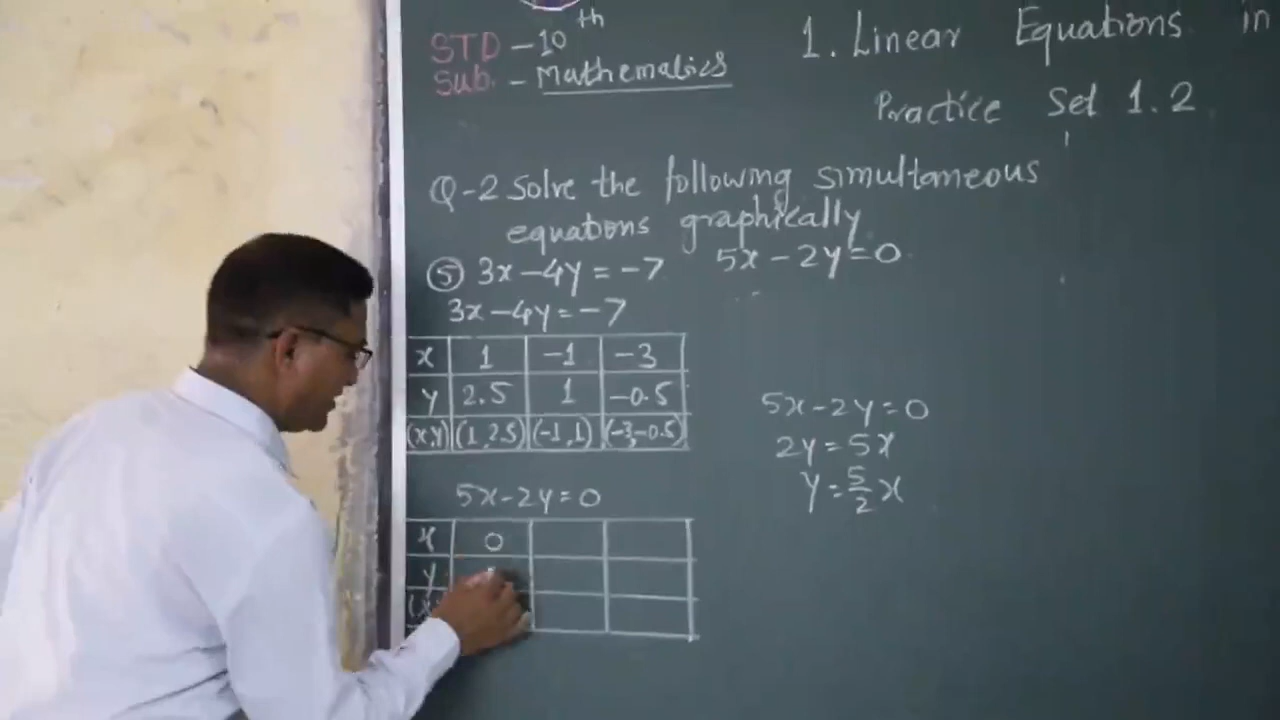 STD - 10th
Sub. - Mathematics
1. Linear Equations in
Practice Set 1.2
Q-2 Solve the following simultaneous
equations graphically
⑤ 3x-4y=-7 5x-2y=0
3x-4y=-7
x 1 -1 -3
y 2.5 1 -0.5
(x,y) (1,2.5) (-1,1) (-3,-0.5)
5x-2y=0
2y=5x
y=5/2 x
5x-2y=0
x 0
y